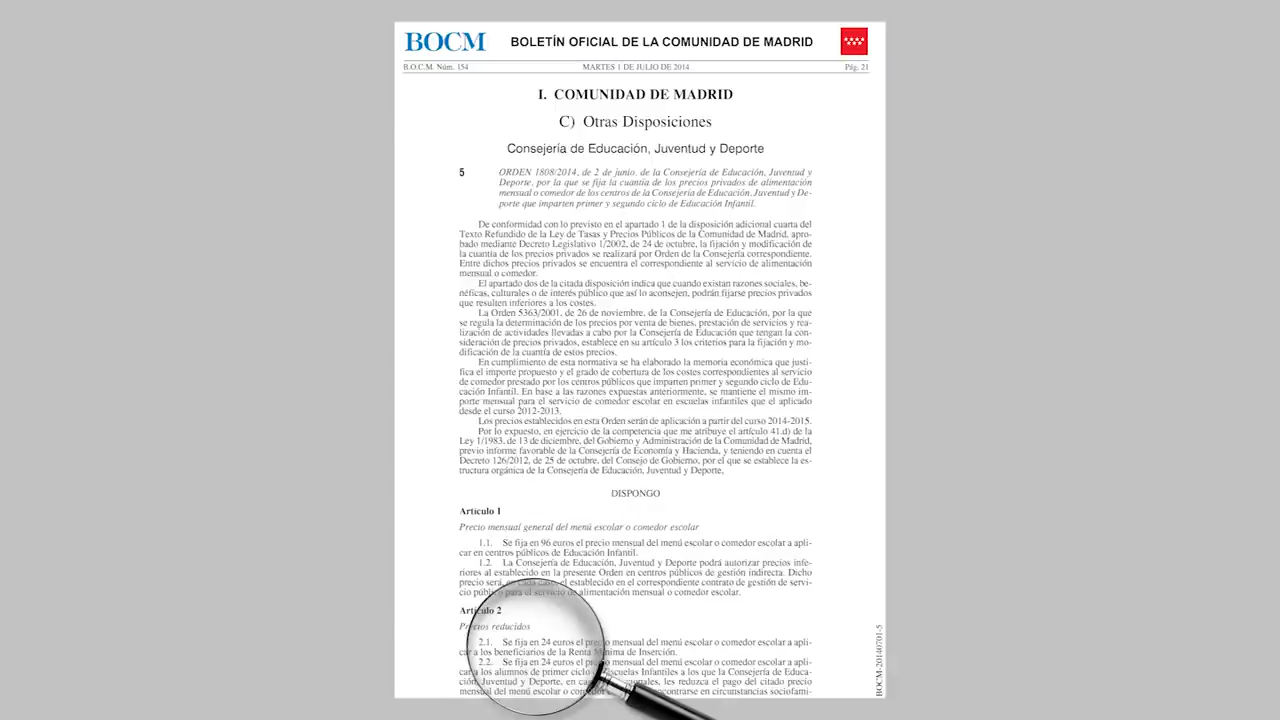 BOCM
BOLETÍN OFICIAL DE LA COMUNIDAD DE MADRID
B.O.C.M. Núm. 154
MARTES 1 DE JULIO DE 2014
Pág. 21
I. COMUNIDAD DE MADRID
C) Otras Disposiciones
Consejería de Educación, Juventud y Deporte
5 ORDEN 1808/2014, de 2 de junio, de la Consejería de Educación, Juventud y
Deporte, por la que se fija la cuantía de los precios privados de alimentación
mensual o comedor de los centros de la Consejería de Educación, Juventud y De-
porte que imparten primer y segundo ciclo de Educación Infantil.
De conformidad con lo previsto en el apartado 1 de la disposición adicional cuarta del
Texto Refundido de la Ley de Tasas y Precios Públicos de la Comunidad de Madrid, apro-
bado mediante Decreto Legislativo 1/2002, de 24 de octubre, la fijación y modificación de
la cuantía de los precios privados se realizará por Orden de la Consejería correspondiente.
Entre dichos precios privados se encuentra el correspondiente al servicio de alimentación
mensual o comedor.
El apartado dos de la citada disposición indica que cuando existan razones sociales, be-
néficas, culturales o de interés público que así lo aconsejen, podrán fijarse precios privados
que resulten inferiores a los costes.
La Orden 5363/2001, de 26 de noviembre, de la Consejería de Educación, por la que
se regula la determinación de los precios por venta de bienes, prestación de servicios y rea-
lización de actividades llevadas a cabo por la Consejería de Educación que tengan la con-
sideración de precios privados, establece en su artículo 3 los criterios para la fijación y mo-
dificación de la cuantía de estos precios.
En cumplimiento de esta normativa se ha elaborado la memoria económica que justi-
fica el importe propuesto y el grado de cobertura de los costes correspondientes al servicio
de comedor prestado por los centros públicos que imparten primer y segundo ciclo de Edu-
cación Infantil. En base a las razones expuestas anteriormente, se mantiene el mismo im-
porte mensual para el servicio de comedor escolar en escuelas infantiles que el aplicado
desde el curso 2012-2013.
Los precios establecidos en esta Orden serán de aplicación a partir del curso 2014-2015.
Por lo expuesto, en ejercicio de la competencia que me atribuye el artículo 41.d) de la
Ley 1/1983, de 13 de diciembre, del Gobierno y Administración de la Comunidad de Madrid,
previo informe favorable de la Consejería de Economía y Hacienda, y teniendo en cuenta el
Decreto 126/2012, de 25 de octubre, del Consejo de Gobierno, por el que se establece la es-
tructura orgánica de la Consejería de Educación, Juventud y Deporte,
DISPONGO
Artículo 1
Precio mensual general del menú escolar o comedor escolar
1.1. Se fija en 96 euros el precio mensual del menú escolar o comedor escolar a apli-
car en centros públicos de Educación Infantil.
1.2. La Consejería de Educación, Juventud y Deporte podrá autorizar precios infe-
riores al establecido en la presente Orden en centros públicos de gestión indirecta. Dicho
precio será, en cada caso, el establecido en el correspondiente contrato de gestión de servi-
cio público para el servicio de alimentación mensual o comedor escolar.
Artículo 2
Precios reducidos
2.1. Se fija en 24 euros el precio mensual del menú escolar o comedor escolar a apli-
car a los beneficiarios de la Renta Mínima de Inserción.
2.2. Se fija en 24 euros el precio mensual del menú escolar o comedor escolar a apli-
car a los alumnos de primer ciclo Escuelas Infantiles a los que la Consejería de Educa-
ción, Juventud y Deporte, en les reduzca el pago del citado precio
mensual del menú escolar o comedor encontrarse en circunstancias sociofami-
BOCM-20140701-5